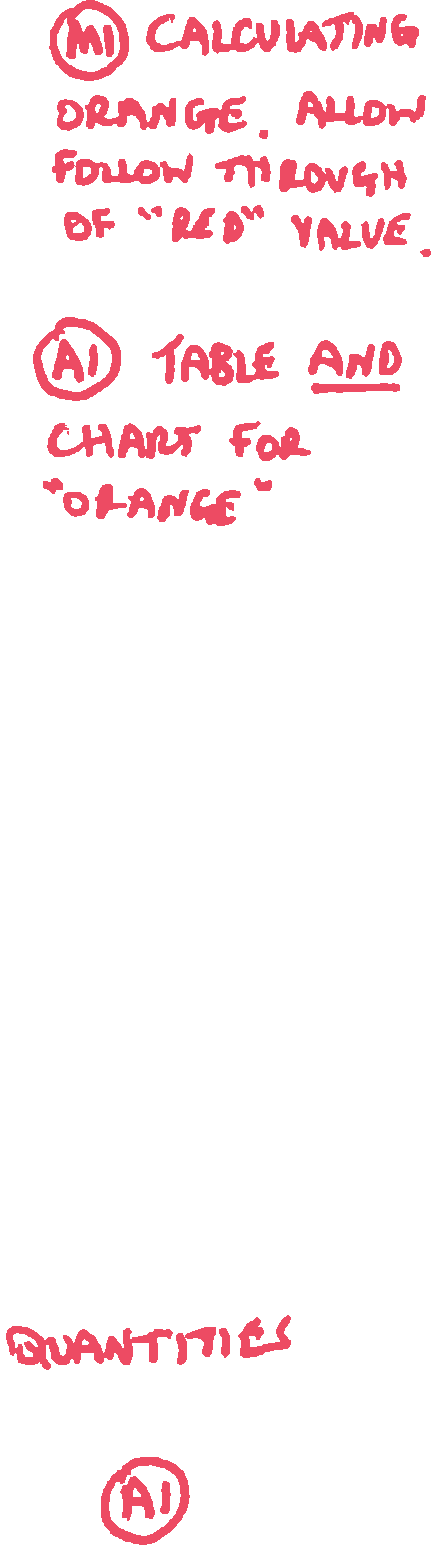 M1 CALCULATING
ORANGE. ALLOW
FOLLOW THROUGH
OF "RED" VALUE.
A1 TABLE AND
CHART FOR
"ORANGE"
QUANTITIES
A1